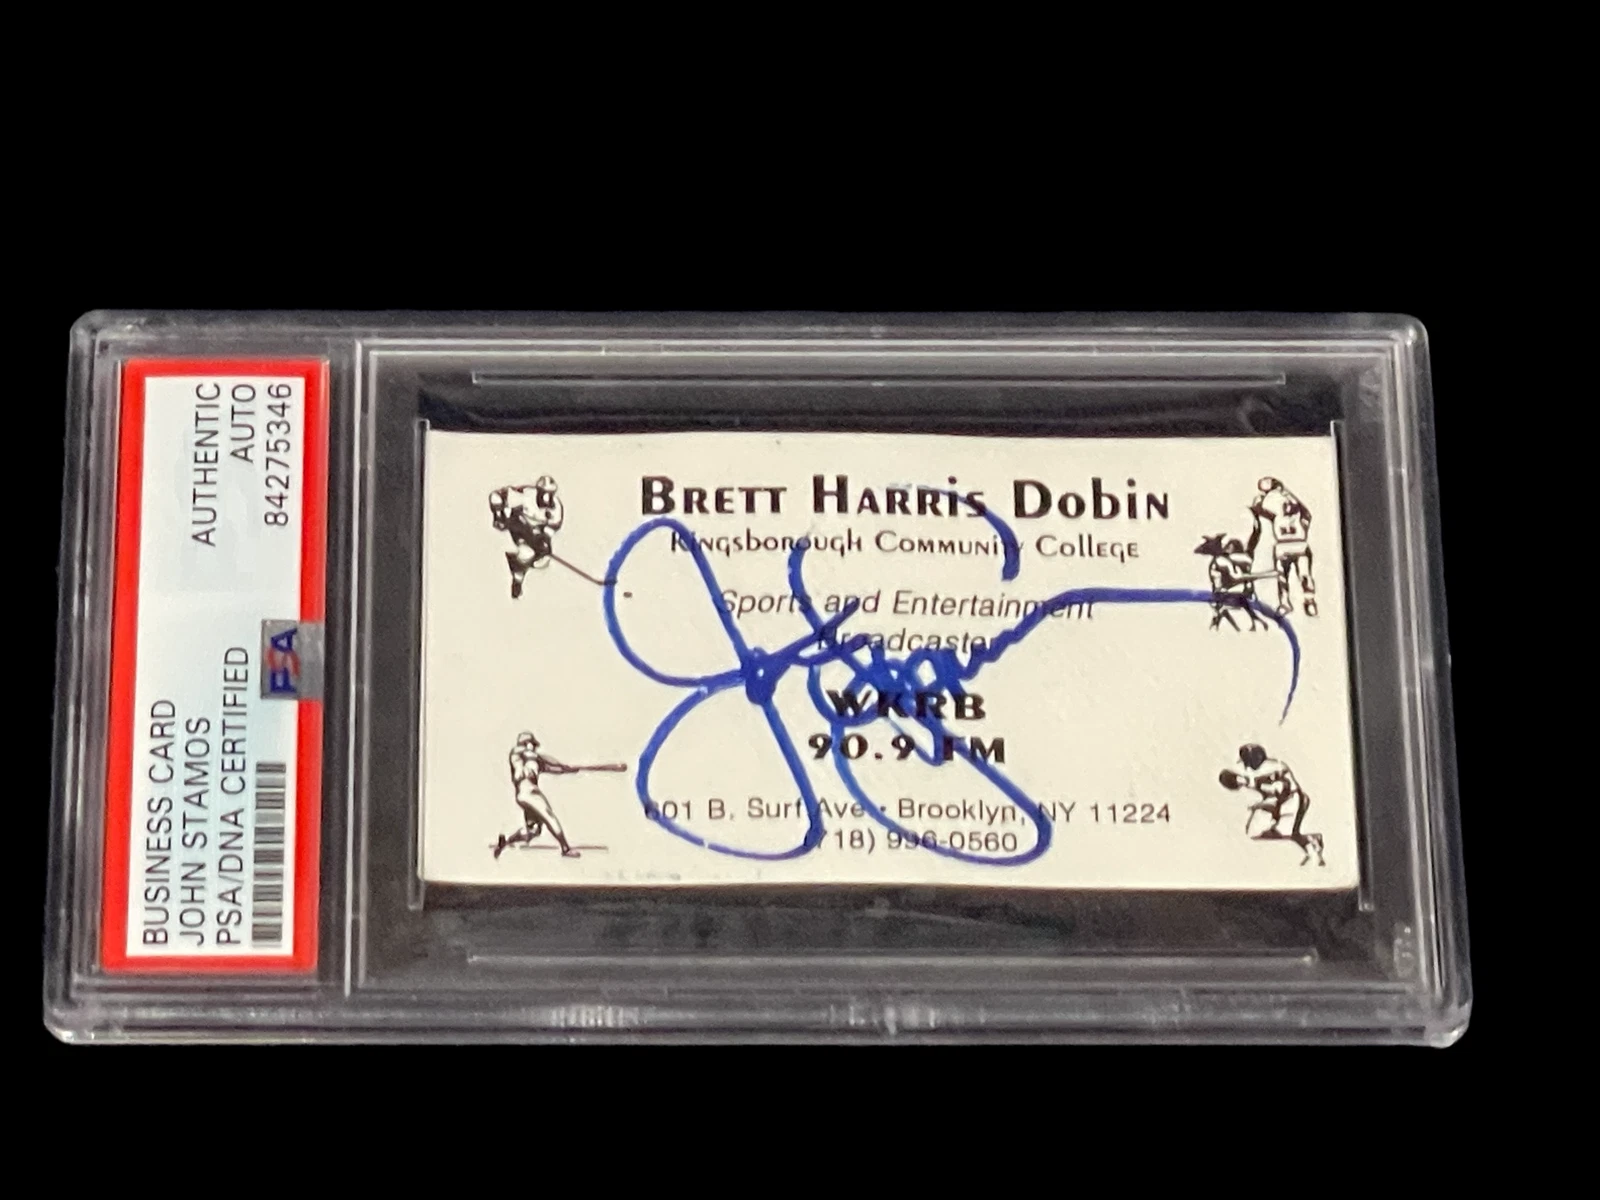 BUSINESS CARD
JOHN STAMOS
PSA/DNA CERTIFIED
AUTHENTIC
AUTO
84275346
PSA
BRETT HARRIS DobiN
KiNgsborough Community College
Sports and Entertainment
Broadcaster
WKRB
90.9 FM
601 B. Surf Ave • Brooklyn, NY 11224
(718) 996-0560